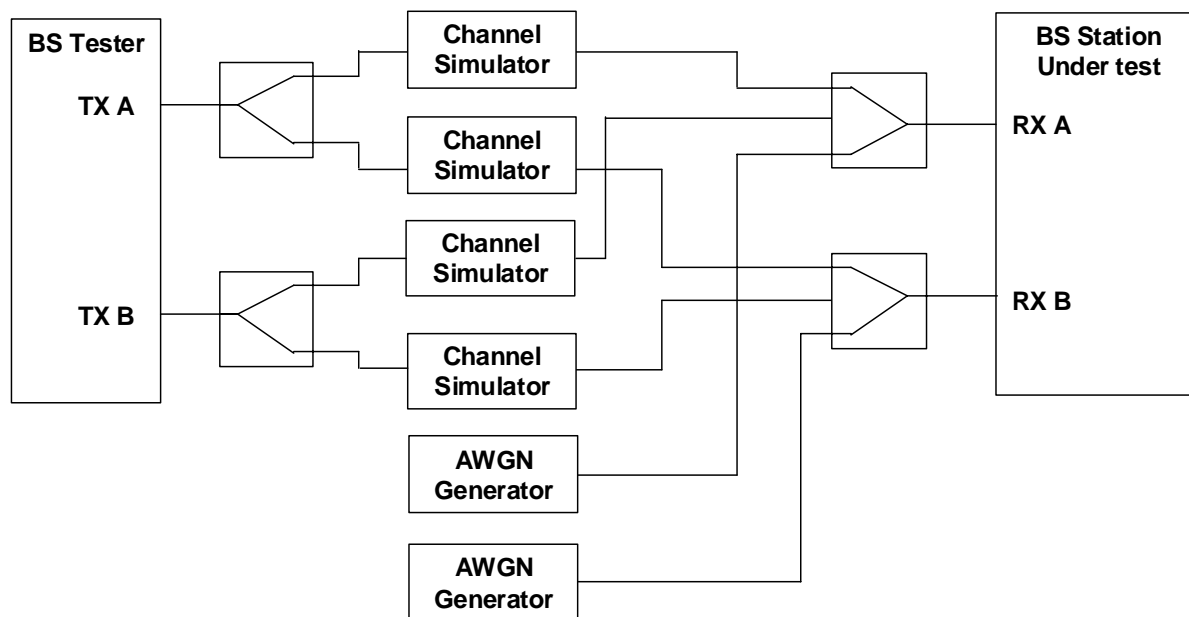 BS Tester
TX A
TX B
Channel
Simulator
Channel
Simulator
Channel
Simulator
Channel
Simulator
AWGN
Generator
AWGN
Generator
BS Station
Under test
RX A
RX B